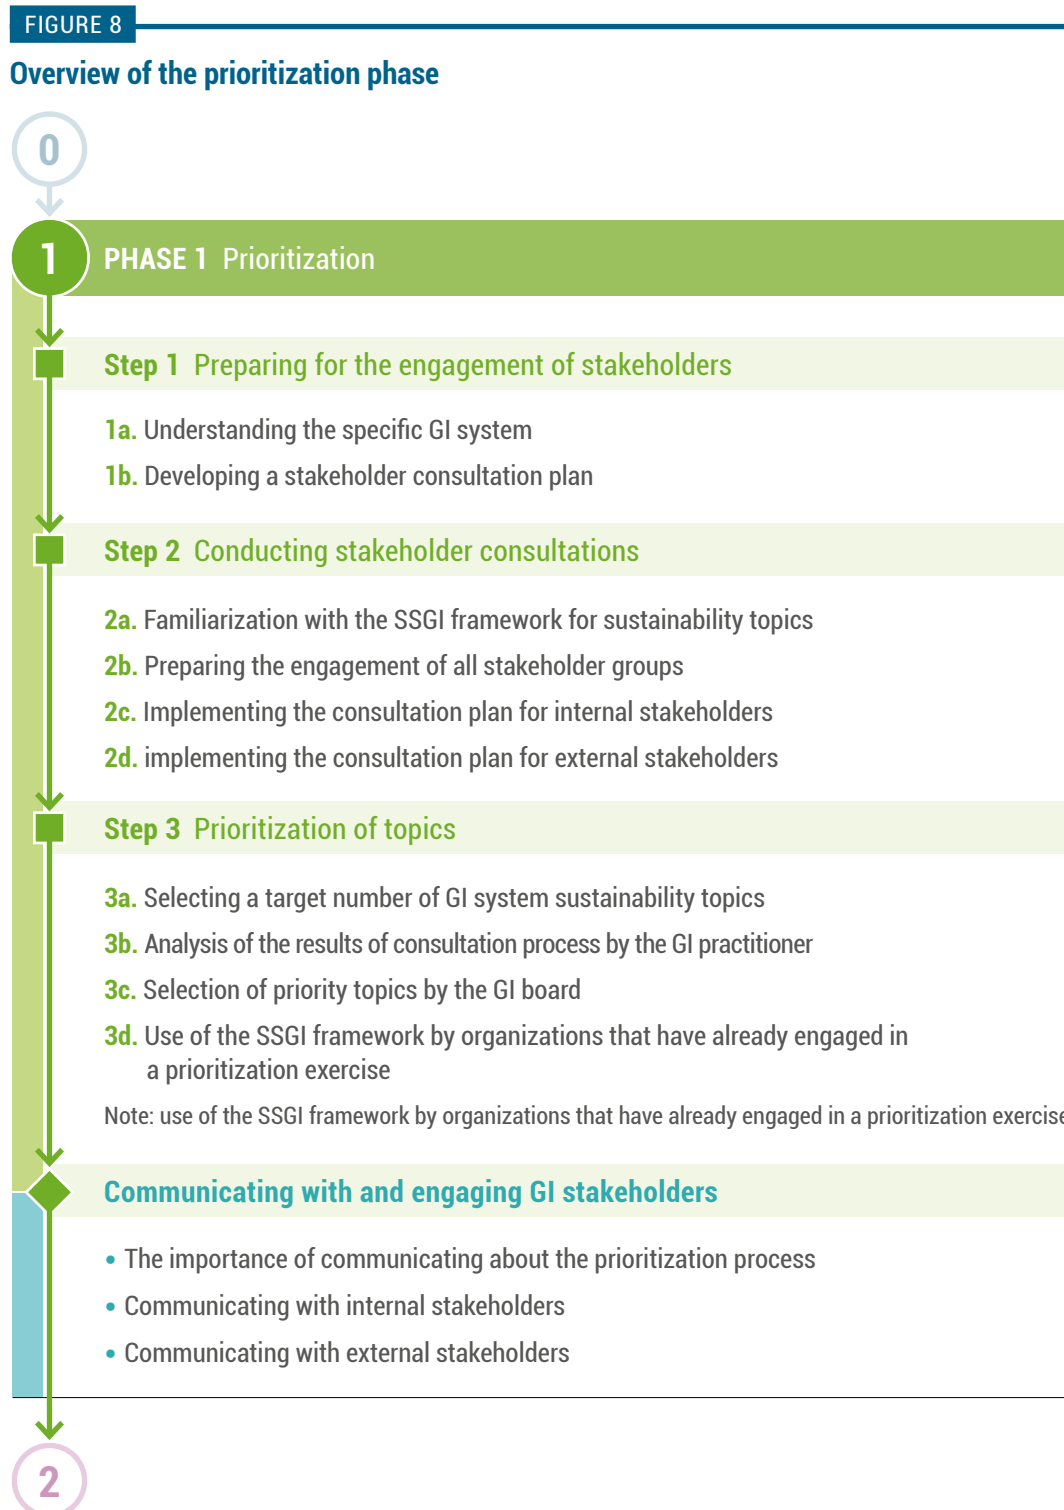 FIGURE 8
Overview of the prioritization phase
0
1 PHASE 1 Prioritization
Step 1 Preparing for the engagement of stakeholders
1a. Understanding the specific GI system
1b. Developing a stakeholder consultation plan
Step 2 Conducting stakeholder consultations
2a. Familiarization with the SSGI framework for sustainability topics
2b. Preparing the engagement of all stakeholder groups
2c. Implementing the consultation plan for internal stakeholders
2d. implementing the consultation plan for external stakeholders
Step 3 Prioritization of topics
3a. Selecting a target number of GI system sustainability topics
3b. Analysis of the results of consultation process by the GI practitioner
3c. Selection of priority topics by the GI board
3d. Use of the SSGI framework by organizations that have already engaged in
a prioritization exercise
Note: use of the SSGI framework by organizations that have already engaged in a prioritization exercise
Communicating with and engaging GI stakeholders
• The importance of communicating about the prioritization process
• Communicating with internal stakeholders
• Communicating with external stakeholders
2